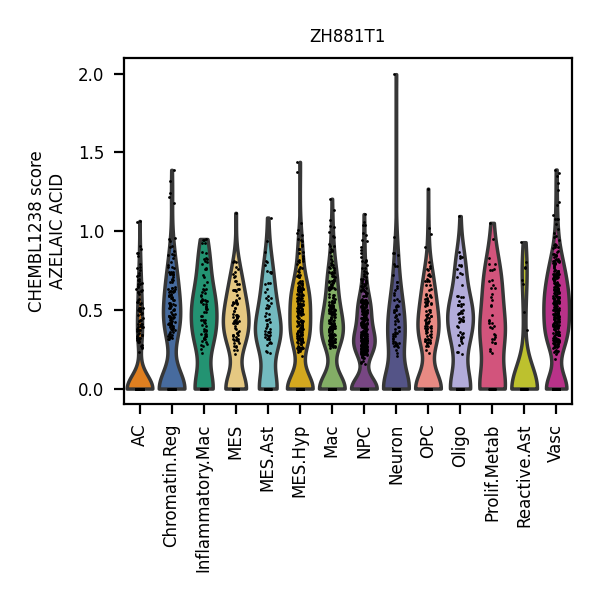 ZH881T1
CHEMBL1238 score
AZELAIC ACID
2.0
1.5
1.0
0.5
0.0
AC
Chromatin.Reg
Inflammatory.Mac
MES
MES.Ast
MES.Hyp
Mac
NPC
Neuron
OPC
Oligo
Prolif.Metab
Reactive.Ast
Vasc